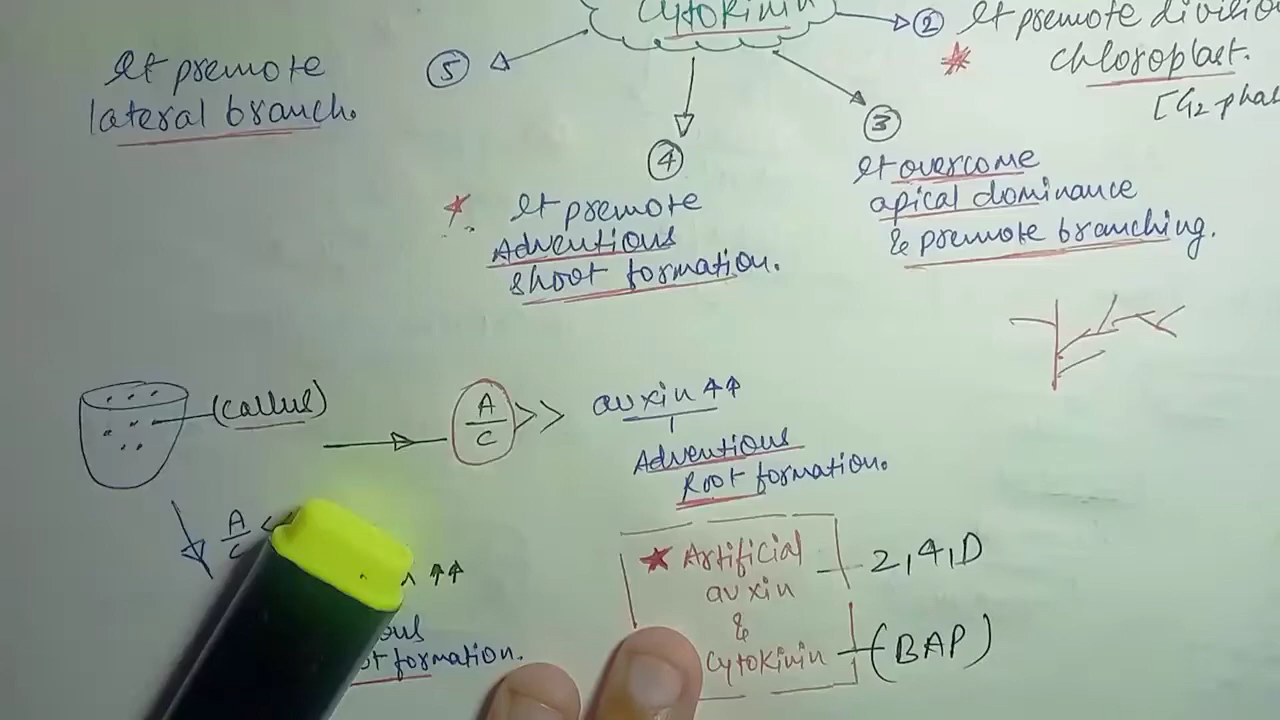 Cytokinin
② It premote divisio
chloroplast.
[G₂ phas
③
It overcome
apical dominance
& premote branching.
④
It premote
Adventious
shoot formation.
⑤
It premote
lateral branch.
(callus)
A/C >> auxin ↑↑
Adventious
Root formation.
A/C <
↑↑
ous
ot formation.
Artificial
auxin
&
cytokinin
2,4,D
(BAP)